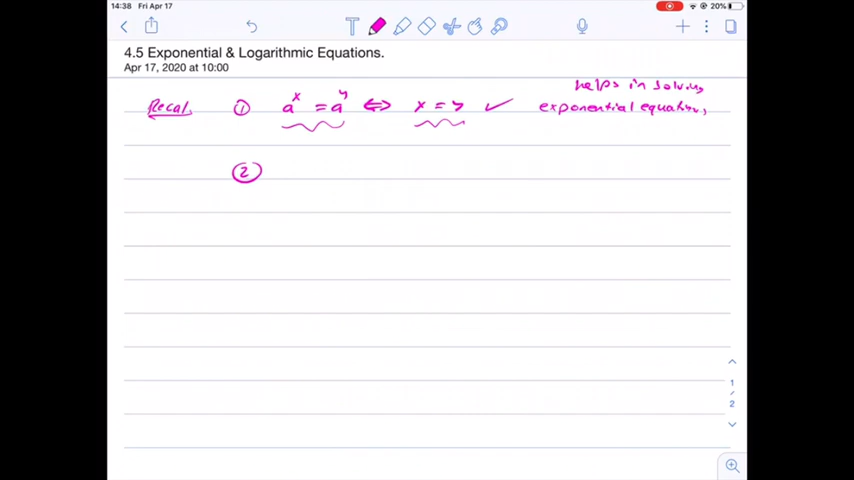 14:38 Fri Apr 17
20%
4.5 Exponential & Logarithmic Equations.
Apr 17, 2020 at 10:00
helps in solving
Recal. ① a^x = a^y ⟺ x = y ✓ exponential equations,
②
1
/
2